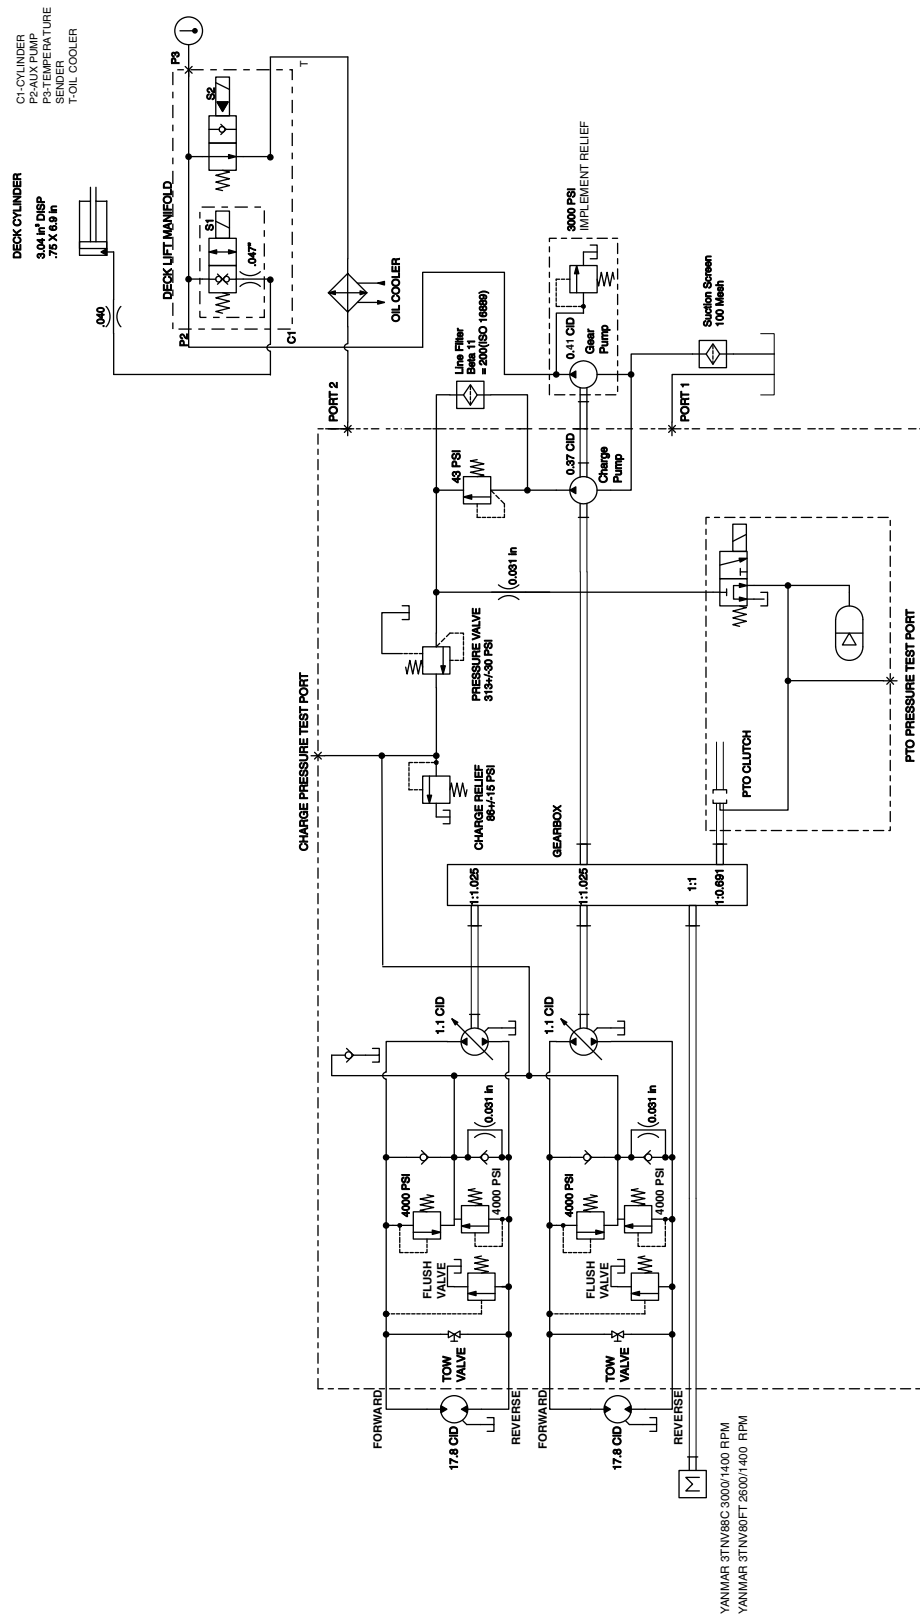 C1-CYLINDER
P2-AUX PUMP
P3-TEMPERATURE
SENDER
T-OIL COOLER
DECK CYLINDER
3.04 in³ DISP
.75 X 6.9 in
.040
DECK LIFT MANIFOLD
P3
S2
S1
.047"
P2
C1
T
OIL COOLER
PORT 2
3000 PSI
IMPLEMENT RELIEF
0.41 CID
Gear
Pump
Line Filter
Beta 11
= 200(ISO 16889)
Suction Screen
100 Mesh
PORT 1
43 PSI
0.37 CID
Charge
Pump
0.031 in
PRESSURE VALVE
313+/-30 PSI
CHARGE PRESSURE TEST PORT
CHARGE RELIEF
86+/-15 PSI
PTO CLUTCH
PTO PRESSURE TEST PORT
GEARBOX
1:1.025
1:1.025
1:1
1:0.691
1.1 CID
1.1 CID
0.031 in
0.031 in
4000 PSI
4000 PSI
4000 PSI
4000 PSI
FLUSH
VALVE
FLUSH
VALVE
TOW
VALVE
TOW
VALVE
FORWARD
REVERSE
FORWARD
REVERSE
17.8 CID
17.8 CID
M
YANMAR 3TNV88C 3000/1400 RPM
YANMAR 3TNV80FT 2600/1400 RPM